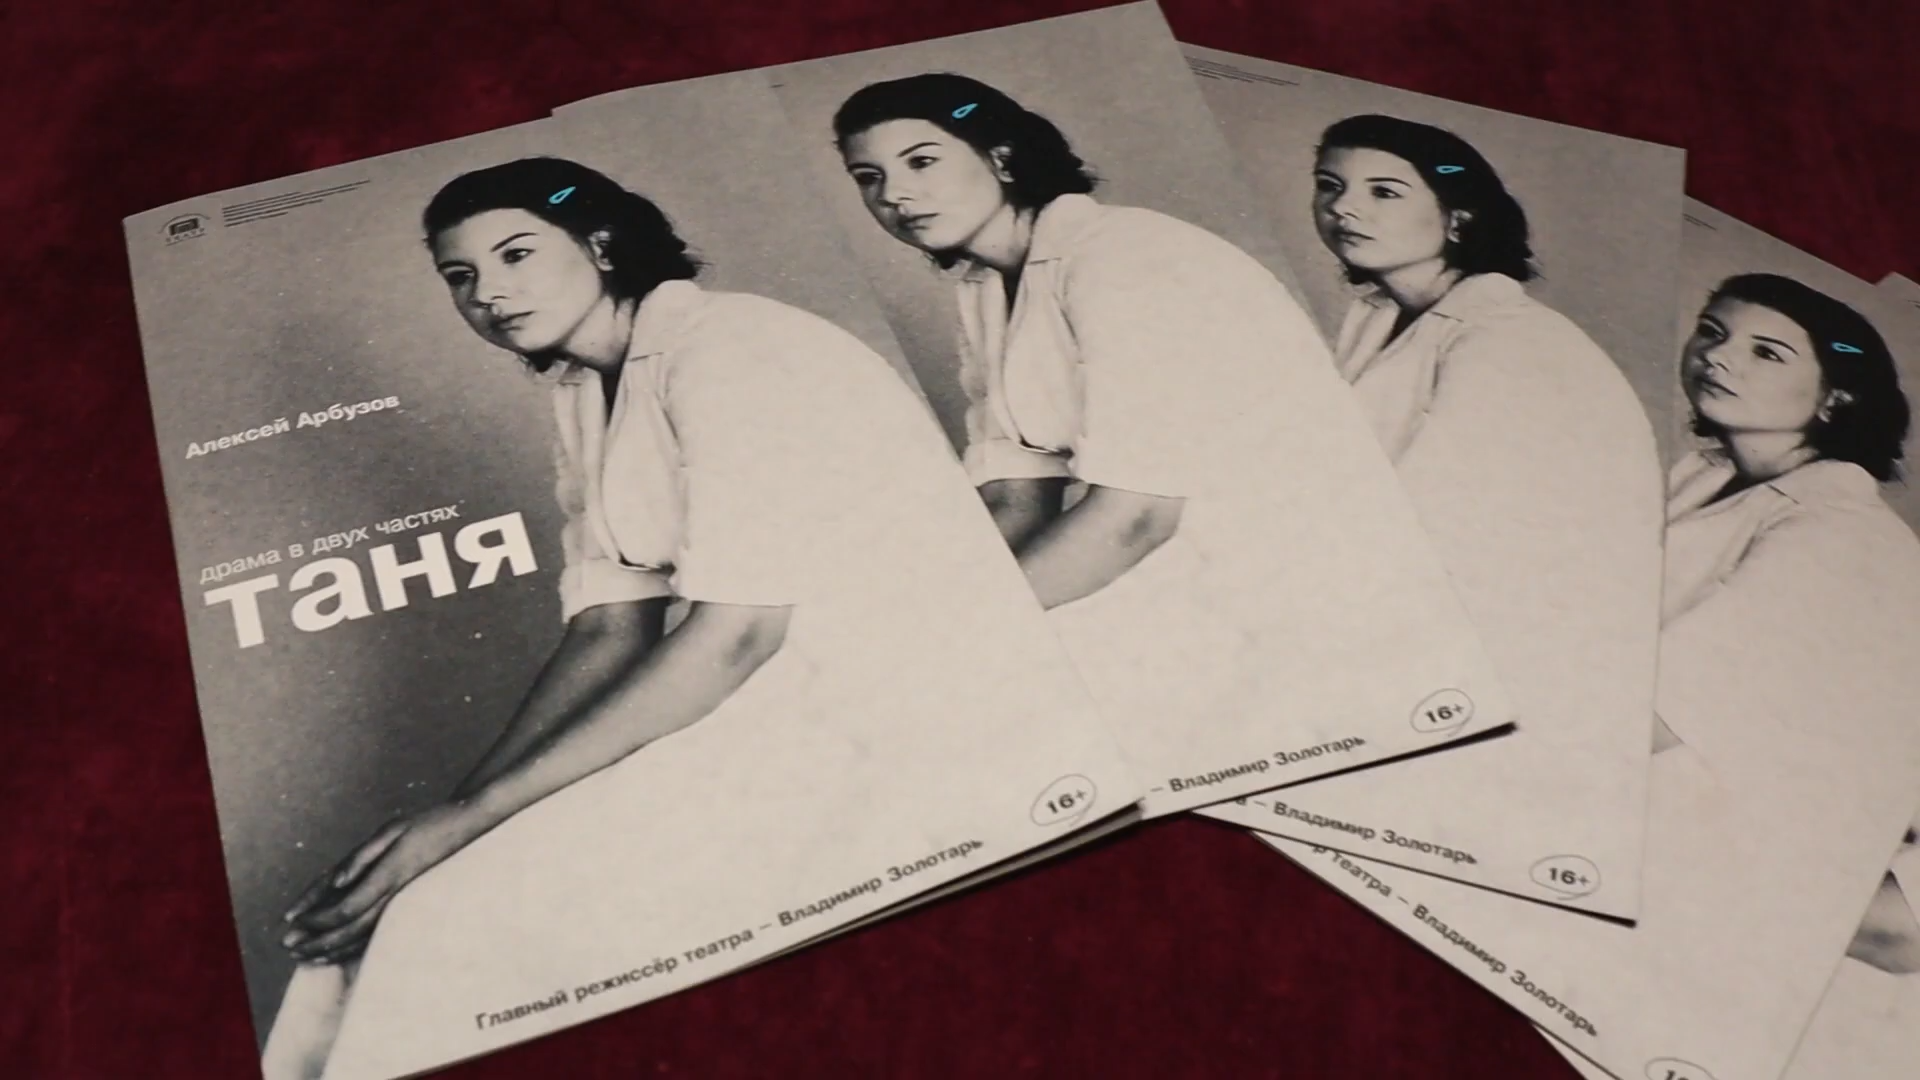 Алексей Арбузов
драма в двух частях
таня
Главный режиссёр театра – Владимир Золотарь
16+
– Владимир Золотарь
16+
– Владимир Золотарь
16+
театра – Владимир Золотарь